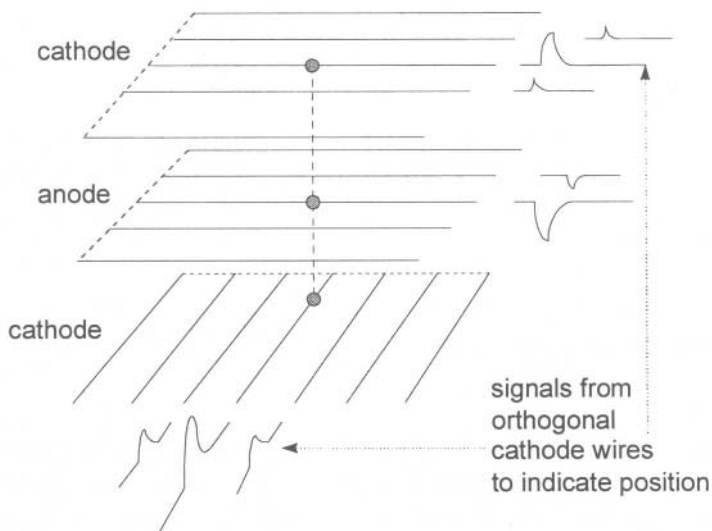 cathode
anode
cathode
signals from
orthogonal
cathode wires
to indicate position